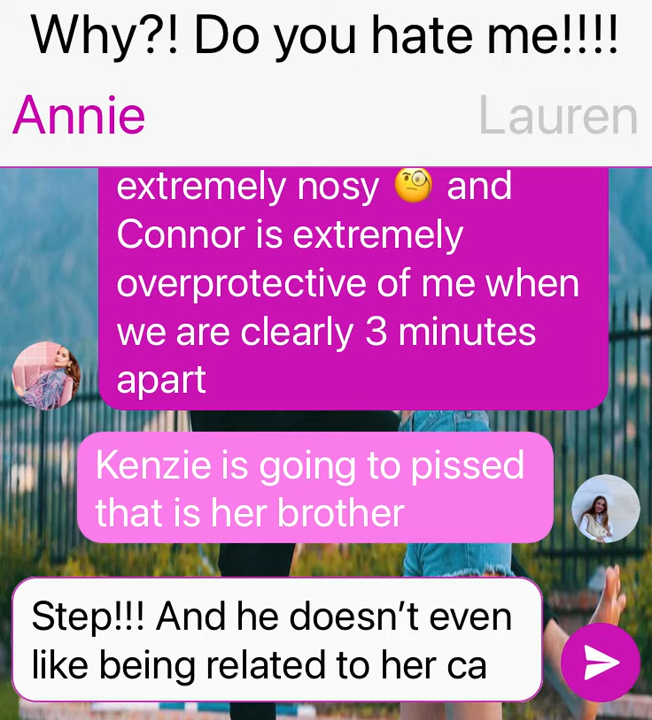 Why?! Do you hate me!!!!
Annie
Lauren
extremely nosy 🧐 and
Connor is extremely
overprotective of me when
we are clearly 3 minutes
apart
Kenzie is going to pissed
that is her brother
Step!!! And he doesn’t even
like being related to her ca